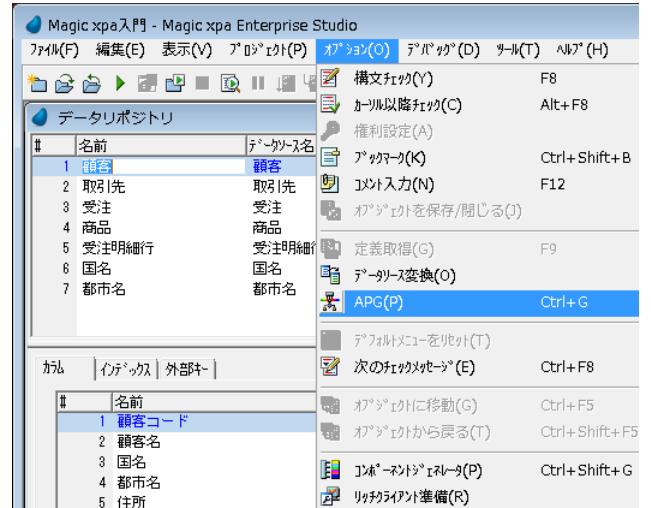 Magic xpa入門 - Magic xpa Enterprise Studio
ﾌｧｲﾙ(F) 編集(E) 表示(V) ﾌﾟﾛｼﾞｪｸﾄ(P) ｵﾌﾟｼｮﾝ(O) ﾃﾞﾊﾞｯｸﾞ(D) ﾂｰﾙ(T) ﾍﾙﾌﾟ(H)
データリポジトリ
# 名前 ﾃﾞｰﾀｿｰｽ名
1 顧客 顧客
2 取引先 取引先
3 受注 受注
4 商品 商品
5 受注明細行 受注明細行
6 国名 国名
7 都市名 都市名
ｶﾗﾑ ｲﾝﾃﾞｯｸｽ 外部ｷｰ
# 名前
1 顧客コード
2 顧客名
3 国名
4 都市名
5 住所
構文ﾁｪｯｸ(Y) F8
ｶｰｿﾙ以降ﾁｪｯｸ(C) Alt+F8
権利設定(A)
ﾌﾞｯｸﾏｰｸ(K) Ctrl+Shift+B
ｺﾒﾝﾄ入力(N) F12
ｵﾌﾞｼﾞｪｸﾄを保存/閉じる(J)
定義取得(G) F9
ﾃﾞｰﾀｿｰｽ変換(O)
APG(P) Ctrl+G
ﾃﾞﾌｫﾙﾄﾒﾆｭｰをﾘｾｯﾄ(T)
次のﾁｪｯｸﾒｯｾｰｼﾞ(E) Ctrl+F8
ｵﾌﾞｼﾞｪｸﾄに移動(G) Ctrl+F5
ｵﾌﾞｼﾞｪｸﾄから戻る(T) Ctrl+Shift+F5
ｺﾝﾎﾟｰﾈﾝﾄｼﾞｪﾈﾚｰﾀ(P) Ctrl+Shift+G
ﾘｯﾁｸﾗｲｱﾝﾄ準備(R)